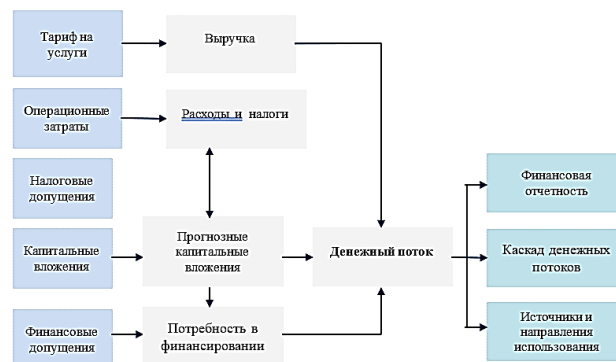 Тариф на
услуги
Выручка
Операционные
затраты
Расходы и налоги
Налоговые
допущения
Финансовая
отчетность
Капитальные
вложения
Прогнозные
капитальные
вложения
Денежный поток
Каскад денежных
потоков
Финансовые
допущения
Потребность в
финансировании
Источники и
направления
использования